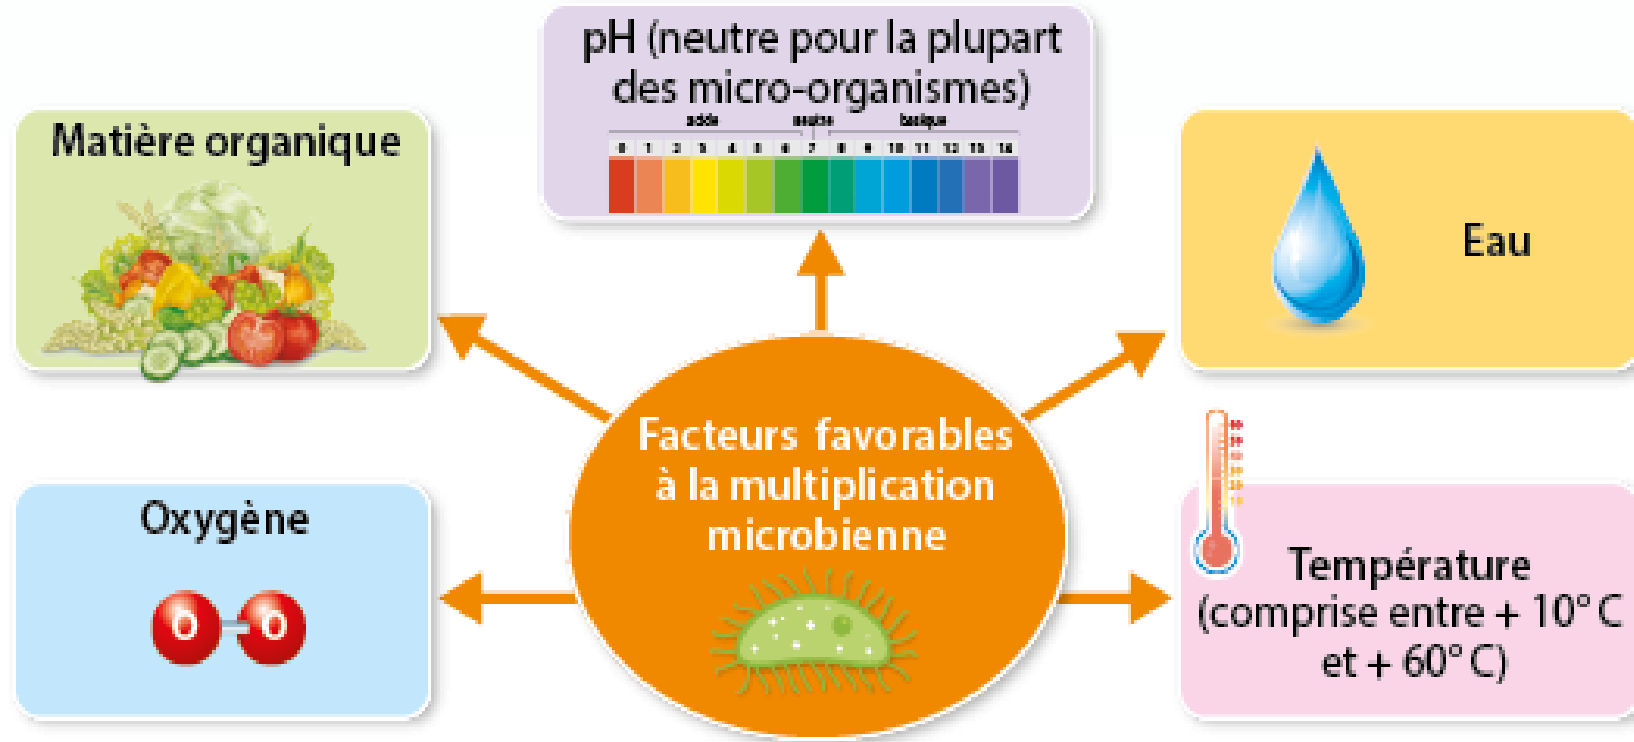 pH (neutre pour la plupart
des micro-organismes)
acide neutre basique
0 1 2 3 4 5 6 7 8 9 10 11 12 13 14
Matière organique
Eau
Facteurs favorables
à la multiplication
microbienne
Oxygène
O O
Température
(comprise entre + 10° C
et + 60° C)